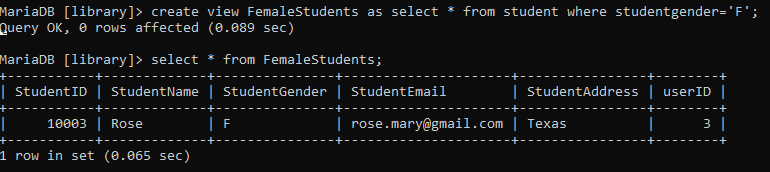 MariaDB [library]> create view FemaleStudents as select * from student where studentgender='F';
Query OK, 0 rows affected (0.089 sec)
MariaDB [library]> select * from FemaleStudents;
+-----------+-------------+---------------+---------------------+----------------+--------+
| StudentID | StudentName | StudentGender | StudentEmail        | StudentAddress | userID |
+-----------+-------------+---------------+---------------------+----------------+--------+
|     10003 | Rose        | F             | rose.mary@gmail.com | Texas          |      3 |
+-----------+-------------+---------------+---------------------+----------------+--------+
1 row in set (0.065 sec)